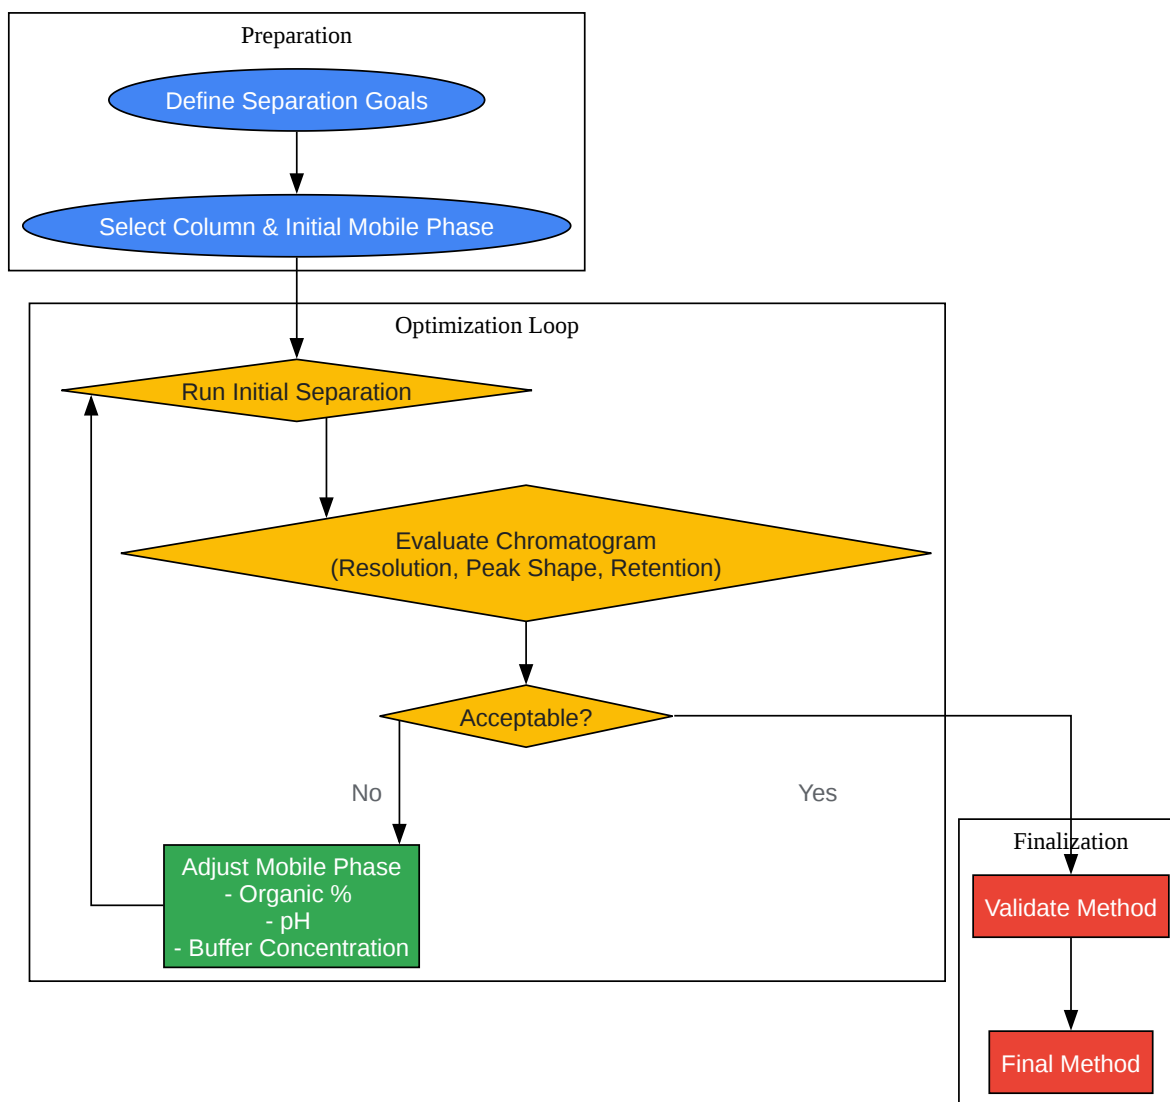 Preparation
Define Separation Goals
Select Column & Initial Mobile Phase
Optimization Loop
Run Initial Separation
Evaluate Chromatogram
(Resolution, Peak Shape, Retention)
Acceptable?
No
Yes
Adjust Mobile Phase
- Organic %
- pH
- Buffer Concentration
Finalization
Validate Method
Final Method